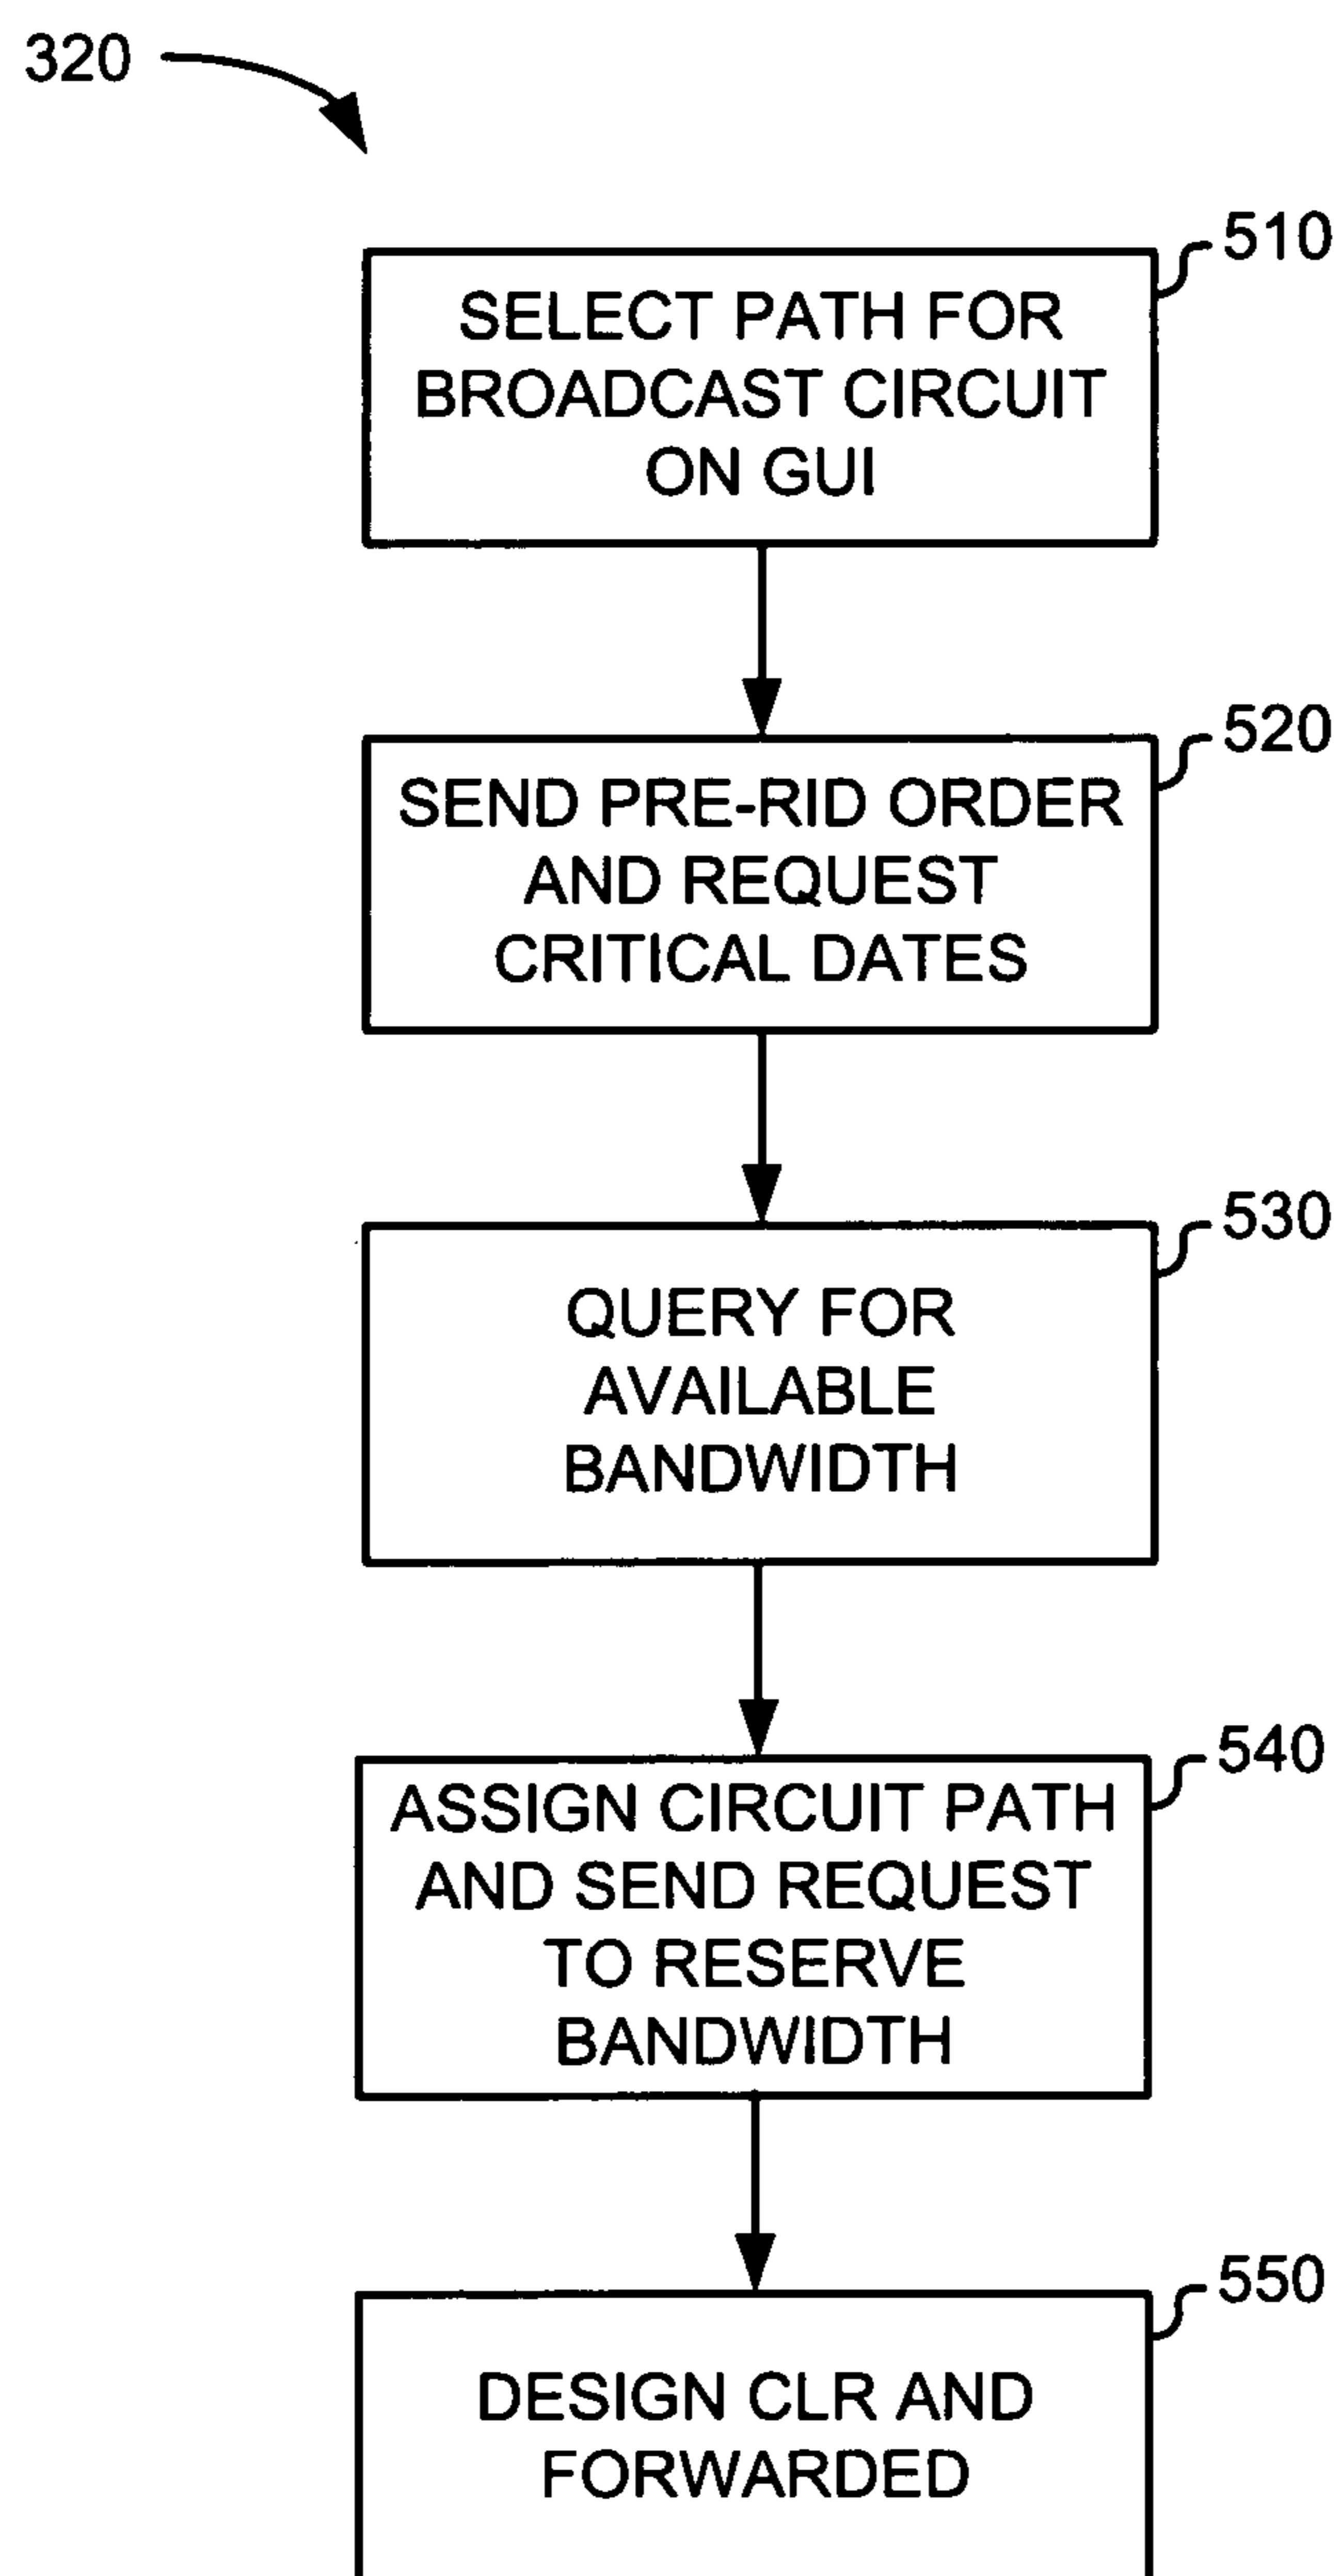 320
510
SELECT PATH FOR
BROADCAST CIRCUIT
ON GUI
520
SEND PRE-RID ORDER
AND REQUEST
CRITICAL DATES
530
QUERY FOR
AVAILABLE
BANDWIDTH
540
ASSIGN CIRCUIT PATH
AND SEND REQUEST
TO RESERVE
BANDWIDTH
550
DESIGN CLR AND
FORWARDED